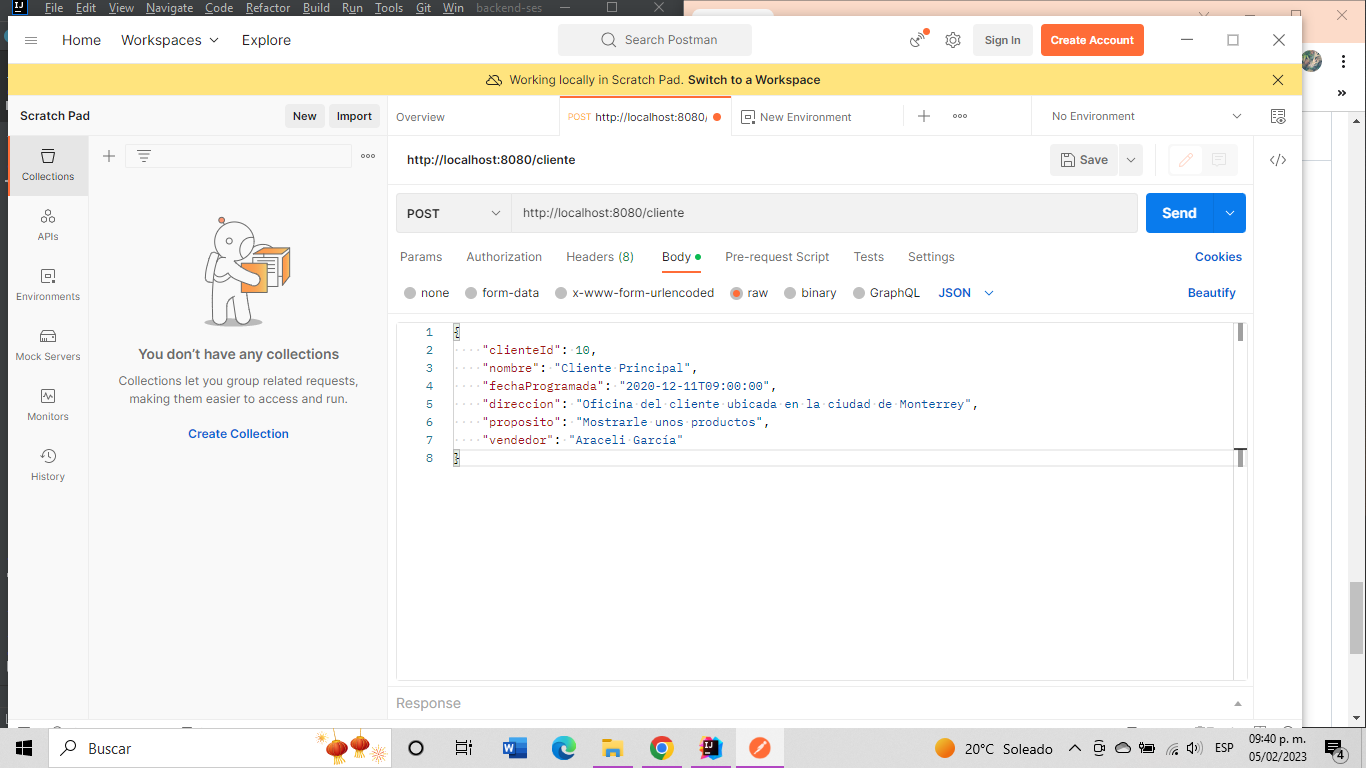 File Edit View Navigate Code Refactor Build Run Tools Git Win backend-ses
Home Workspaces Explore Search Postman Sign In Create Account
Working locally in Scratch Pad. Switch to a Workspace
Scratch Pad New Import Overview POST http://localhost:8080/ New Environment No Environment
http://localhost:8080/cliente Save
Collections
POST http://localhost:8080/cliente Send
APIs
Params Authorization Headers (8) Body Pre-request Script Tests Settings Cookies
Environments
none form-data x-www-form-urlencoded raw binary GraphQL JSON Beautify
Mock Servers
Monitors
History
You don't have any collections
Collections let you group related requests,
making them easier to access and run.
Create Collection
1 {
2 "clienteId": 10,
3 "nombre": "Cliente Principal",
4 "fechaProgramada": "2020-12-11T09:00:00",
5 "direccion": "Oficina del cliente ubicada en la ciudad de Monterrey",
6 "proposito": "Mostrarle unos productos",
7 "vendedor": "Araceli García"
8 }
Response
Buscar 20°C Soleado ESP 09:40 p. m.
05/02/2023 4